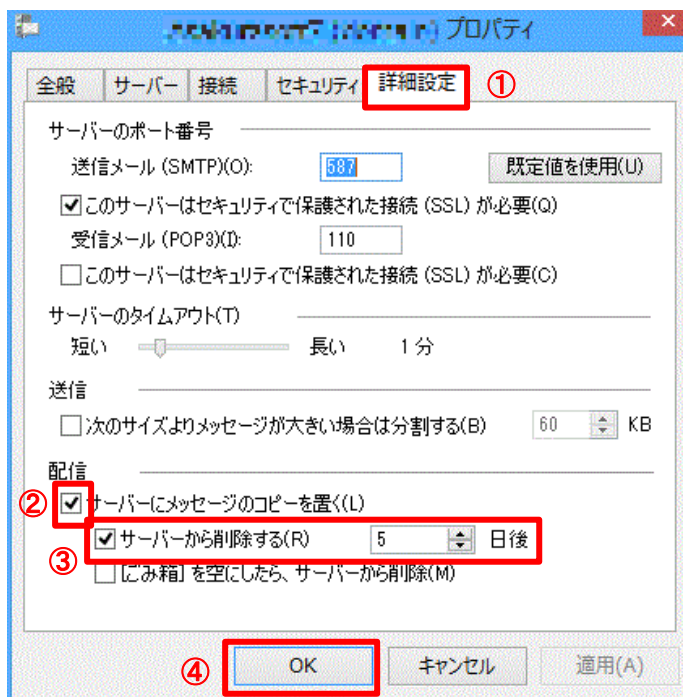 プロパティ
全般 サーバー 接続 セキュリティ 詳細設定 ①
サーバーのポート番号
送信メール (SMTP)(O): 587 既定値を使用(U)
このサーバーはセキュリティで保護された接続 (SSL) が必要(Q)
受信メール (POP3)(I): 110
このサーバーはセキュリティで保護された接続 (SSL) が必要(C)
サーバーのタイムアウト(T)
短い 長い 1 分
送信
次のサイズよりメッセージが大きい場合は分割する(B) 60 KB
配信
② サーバーにメッセージのコピーを置く(L)
サーバーから削除する(R) 5 日後
③
[ごみ箱] を空にしたら、サーバーから削除(M)
④ OK キャンセル 適用(A)